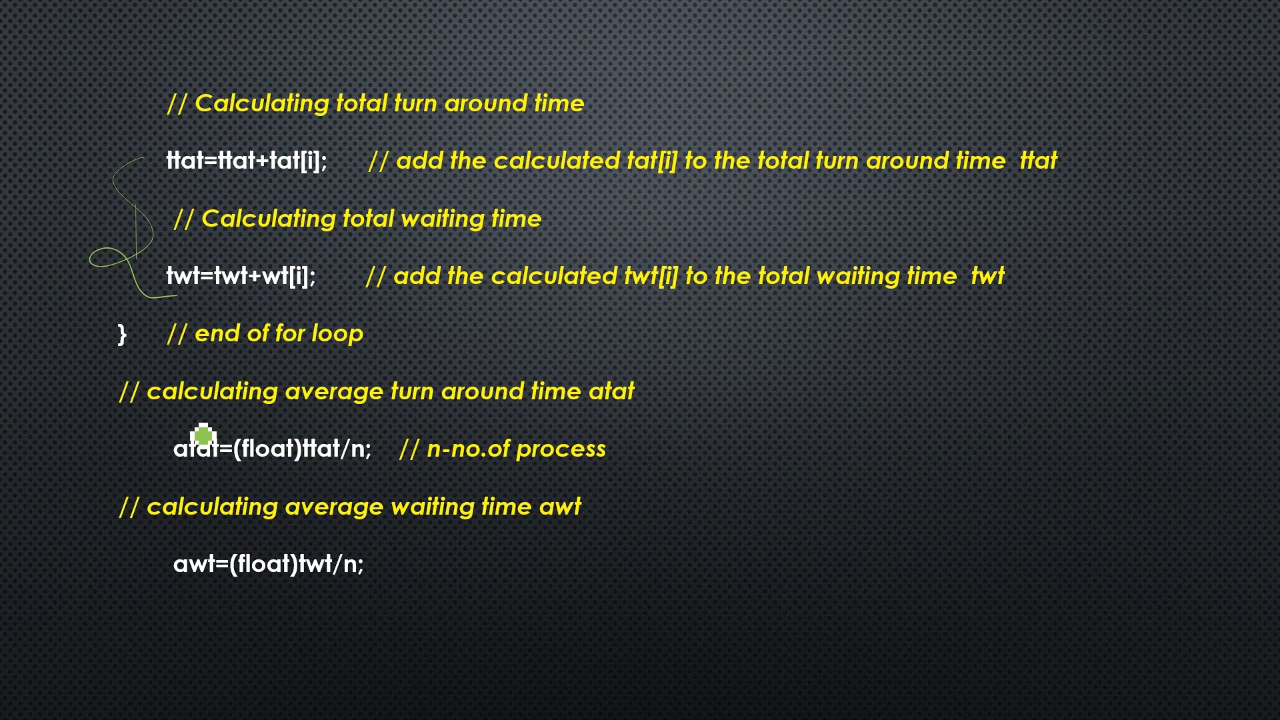 // Calculating total turn around time
ttat=ttat+tat[i]; // add the calculated tat[i] to the total turn around time ttat
// Calculating total waiting time
twt=twt+wt[i]; // add the calculated twt[i] to the total waiting time twt
} // end of for loop
// calculating average turn around time atat
atat=(float)ttat/n; // n-no.of process
// calculating average waiting time awt
awt=(float)twt/n;